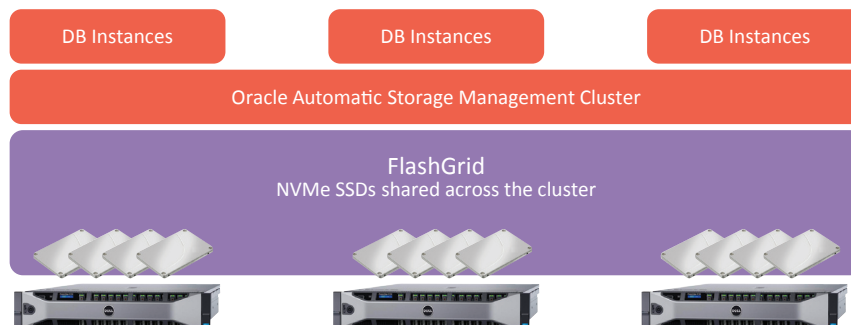 DB Instances DB Instances DB Instances
Oracle Automatic Storage Management Cluster
FlashGrid
NVMe SSDs shared across the cluster